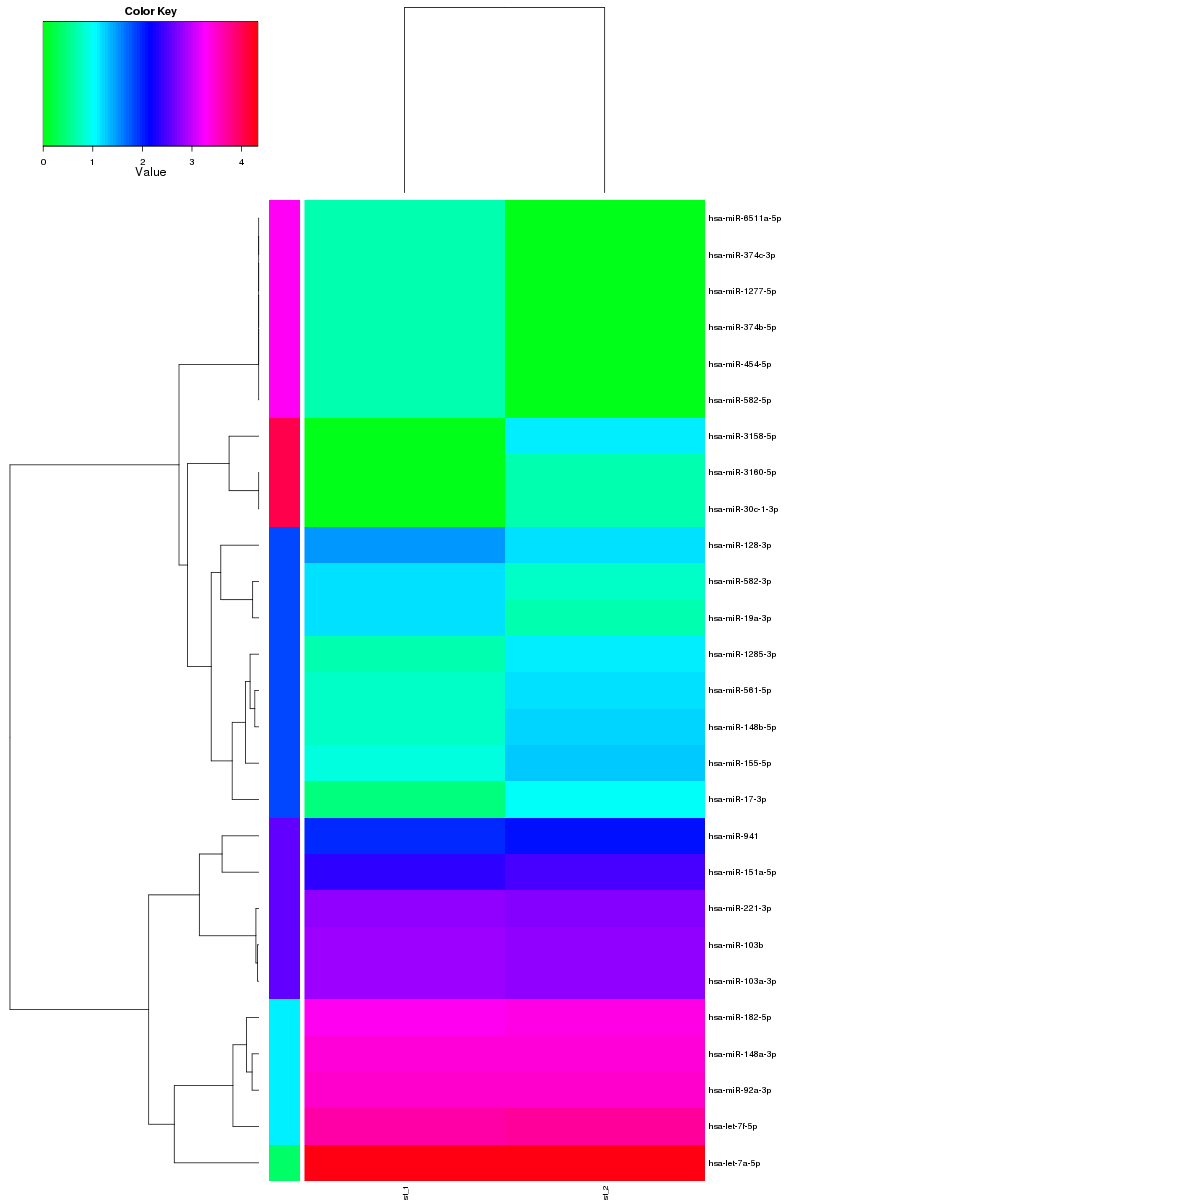 Color Key
0 1 2 3 4
Value
hsa-miR-6511a-5p
hsa-miR-374c-3p
hsa-miR-1277-5p
hsa-miR-374b-5p
hsa-miR-454-5p
hsa-miR-582-5p
hsa-miR-3158-5p
hsa-miR-3160-5p
hsa-miR-30c-1-3p
hsa-miR-128-3p
hsa-miR-582-3p
hsa-miR-19a-3p
hsa-miR-1285-3p
hsa-miR-561-5p
hsa-miR-148b-5p
hsa-miR-155-5p
hsa-miR-17-3p
hsa-miR-941
hsa-miR-151a-5p
hsa-miR-221-3p
hsa-miR-103b
hsa-miR-103a-3p
hsa-miR-182-5p
hsa-miR-148a-3p
hsa-miR-92a-3p
hsa-let-7f-5p
hsa-let-7a-5p